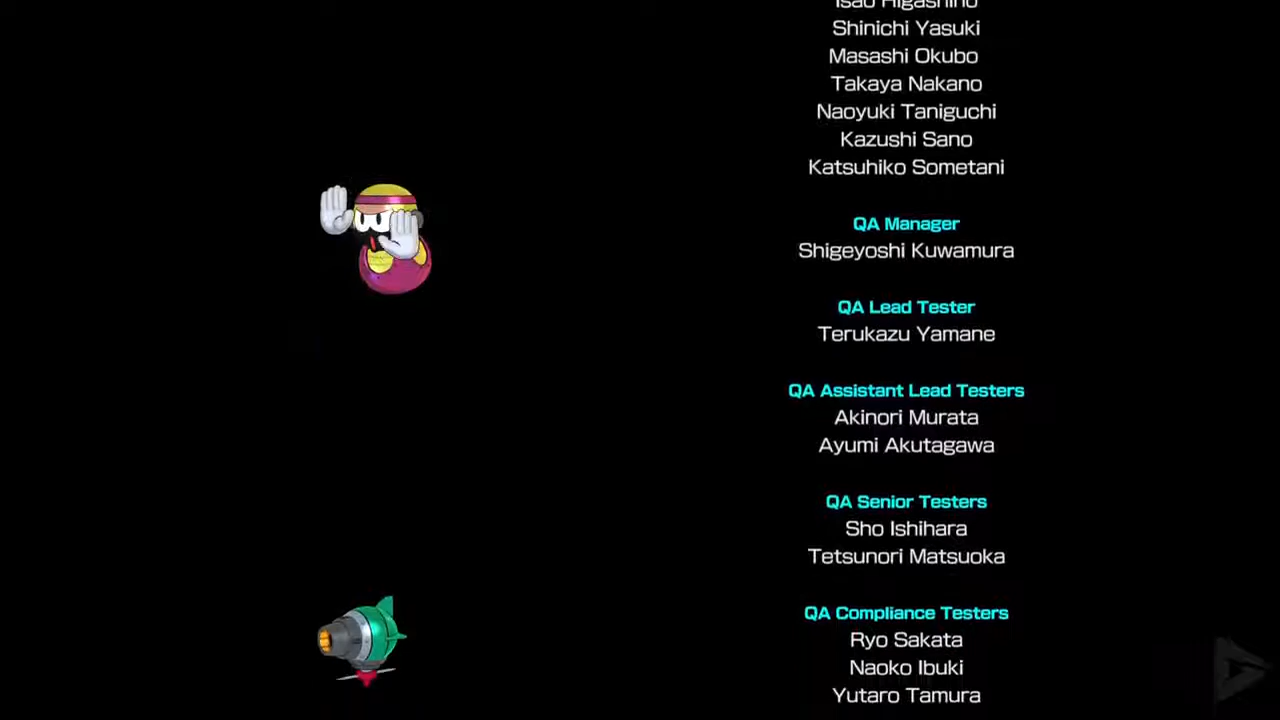 Isao Higashino
Shinichi Yasuki
Masashi Okubo
Takaya Nakano
Naoyuki Taniguchi
Kazushi Sano
Katsuhiko Sometani
QA Manager
Shigeyoshi Kuwamura
QA Lead Tester
Terukazu Yamane
QA Assistant Lead Testers
Akinori Murata
Ayumi Akutagawa
QA Senior Testers
Sho Ishihara
Tetsunori Matsuoka
QA Compliance Testers
Ryo Sakata
Naoko Ibuki
Yutaro Tamura